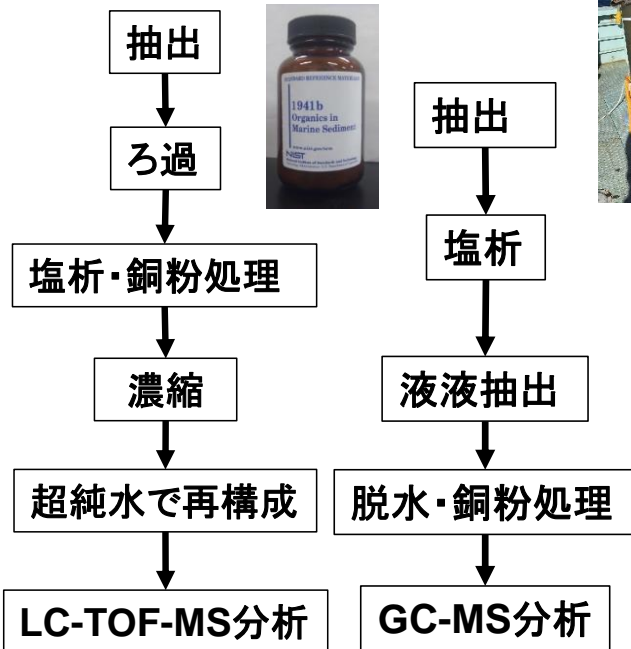 抽出
ろ過
塩析・銅粉処理
濃縮
超純水で再構成
LC-TOF-MS分析
1941b
Organics in
Marine Sediment
NIST
抽出
塩析
液液抽出
脱水・銅粉処理
GC-MS分析